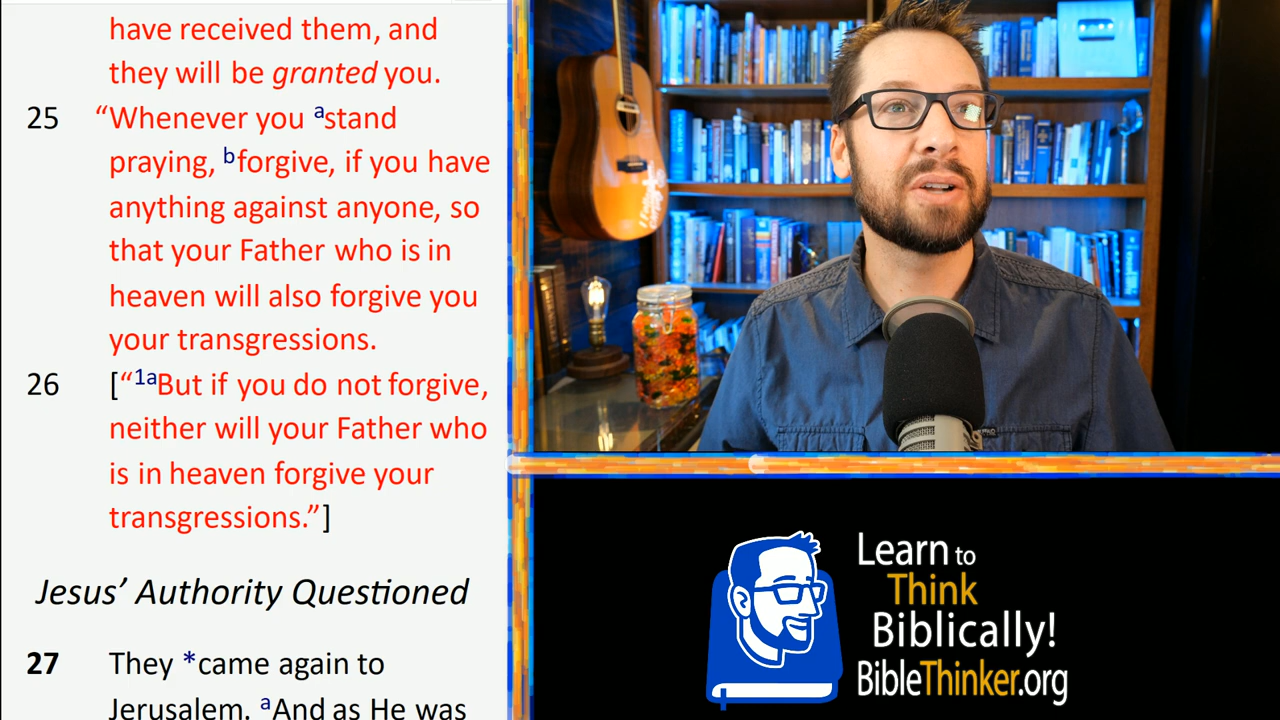 have received them, and
they will be granted you.
25 “Whenever you ᵃstand
praying, ᵇforgive, if you have
anything against anyone, so
that your Father who is in
heaven will also forgive you
your transgressions.
26 [“¹ᵃBut if you do not forgive,
neither will your Father who
is in heaven forgive your
transgressions.”]
Jesus’ Authority Questioned
27 They *came again to
Jerusalem. ᵃAnd as He was
Learn to
Think
Biblically!
BibleThinker.org